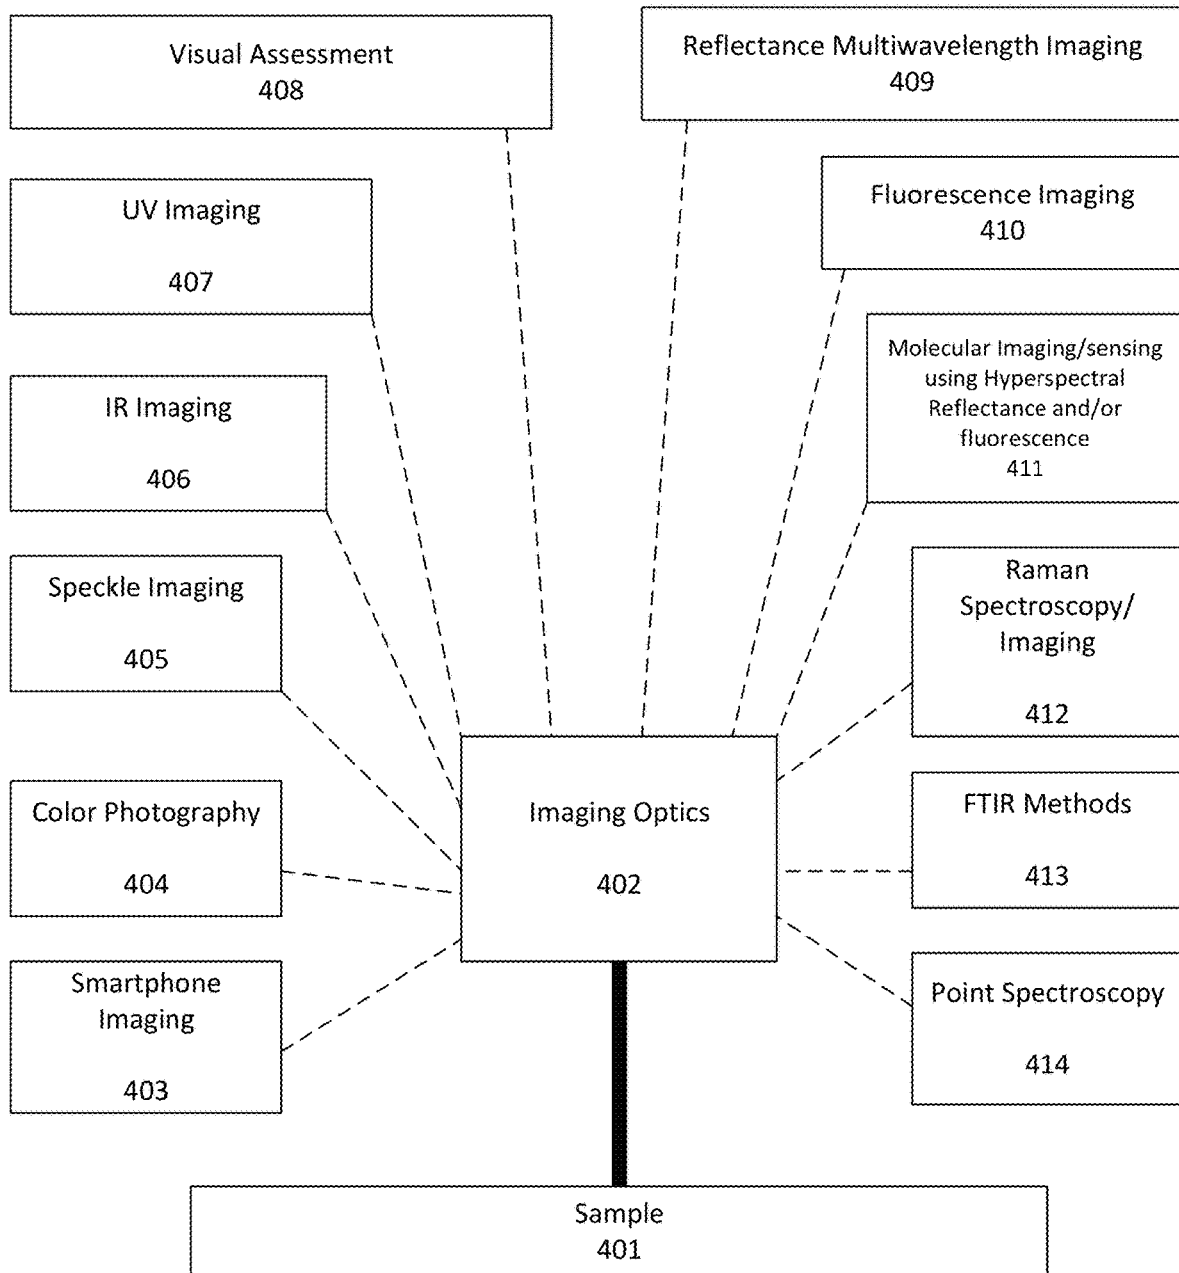 Visual Assessment
408
Reflectance Multiwavelength Imaging
409
UV Imaging
407
Fluorescence Imaging
410
IR Imaging
406
Molecular Imaging/sensing
using Hyperspectral
Reflectance and/or
fluorescence
411
Speckle Imaging
405
Raman
Spectroscopy/
Imaging
412
Color Photography
404
Imaging Optics
402
FTIR Methods
413
Smartphone
Imaging
403
Point Spectroscopy
414
Sample
401